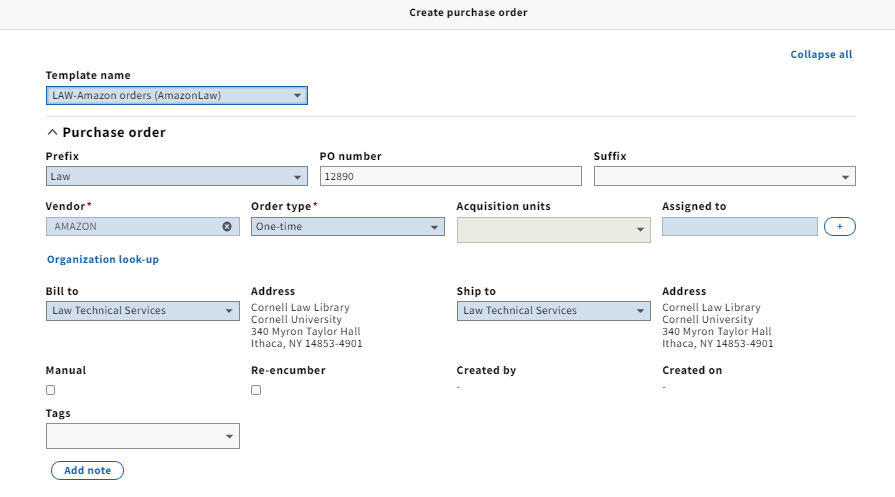 Create purchase order
Collapse all
Template name
LAW-Amazon orders (AmazonLaw)
Purchase order
Prefix PO number Suffix
Law 12890
Vendor* Order type* Acquisition units Assigned to
AMAZON One-time +
Organization look-up
Bill to Address Ship to Address
Law Technical Services Cornell Law Library Law Technical Services Cornell Law Library
Cornell University Cornell University
340 Myron Taylor Hall 340 Myron Taylor Hall
Ithaca, NY 14853-4901 Ithaca, NY 14853-4901
Manual Re-encumber Created by Created on
- -
Tags
Add note